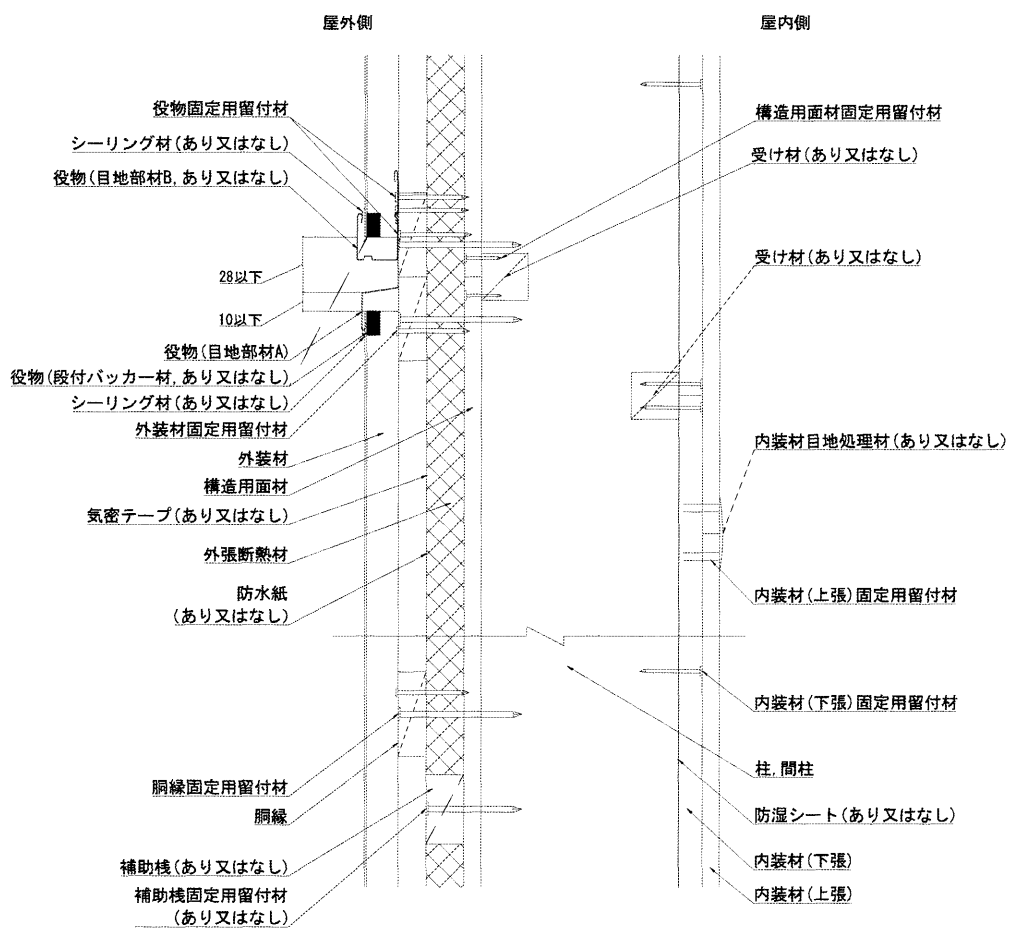 屋外側
屋内側
役物固定用留付材
シーリング材(あり又はなし)
役物(目地部材B,あり又はなし)
28以下
10以下
役物(目地部材A)
役物(段付バッカー材,あり又はなし)
シーリング材(あり又はなし)
外装材固定用留付材
外装材
構造用面材
気密テープ(あり又はなし)
外張断熱材
防水紙
(あり又はなし)
胴縁固定用留付材
胴縁
補助桟(あり又はなし)
補助桟固定用留付材
(あり又はなし)
構造用面材固定用留付材
受け材(あり又はなし)
受け材(あり又はなし)
内装材目地処理材(あり又はなし)
内装材(上張)固定用留付材
内装材(下張)固定用留付材
柱,間柱
防湿シート(あり又はなし)
内装材(下張)
内装材(上張)